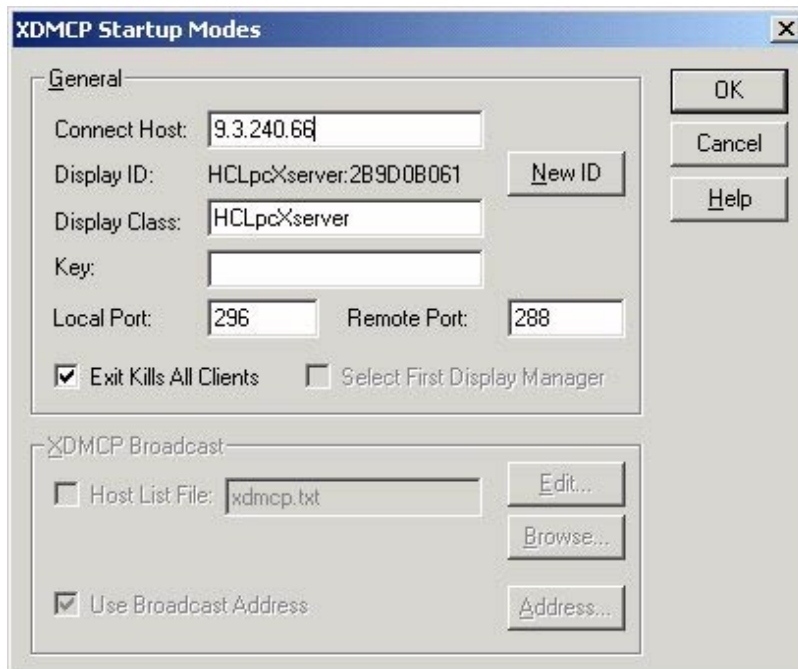 XDMCP Startup Modes
General
OK
Connect Host: 9.3.240.66
Cancel
Display ID: HCLpcXserver:2B9D0B061 New ID
Help
Display Class: HCLpcXserver
Key:
Local Port: 296 Remote Port: 288
Exit Kills All Clients Select First Display Manager
XDMCP Broadcast
Host List File: xdmcp.txt Edit...
Browse...
Use Broadcast Address Address...